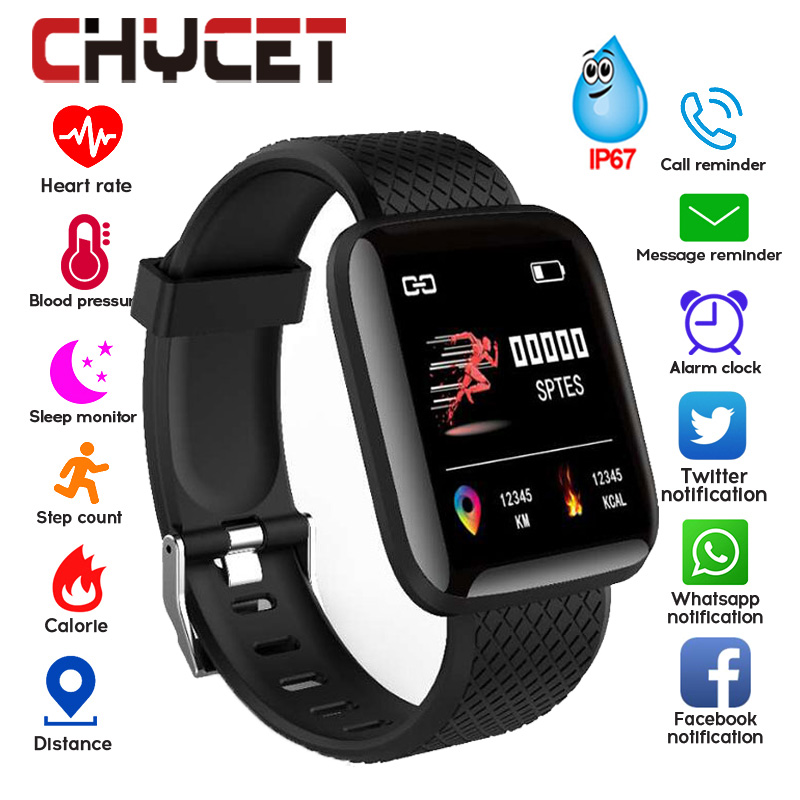 CHYCET
IP67
Heart rate
Blood pressur
Sleep monitor
Step count
Calorie
Distance
00000
SPTES
12345
KM
12345
KCAL
Call reminder
Message reminder
Alarm clock
Twitter
notification
Whatsapp
notification
Facebook
notification